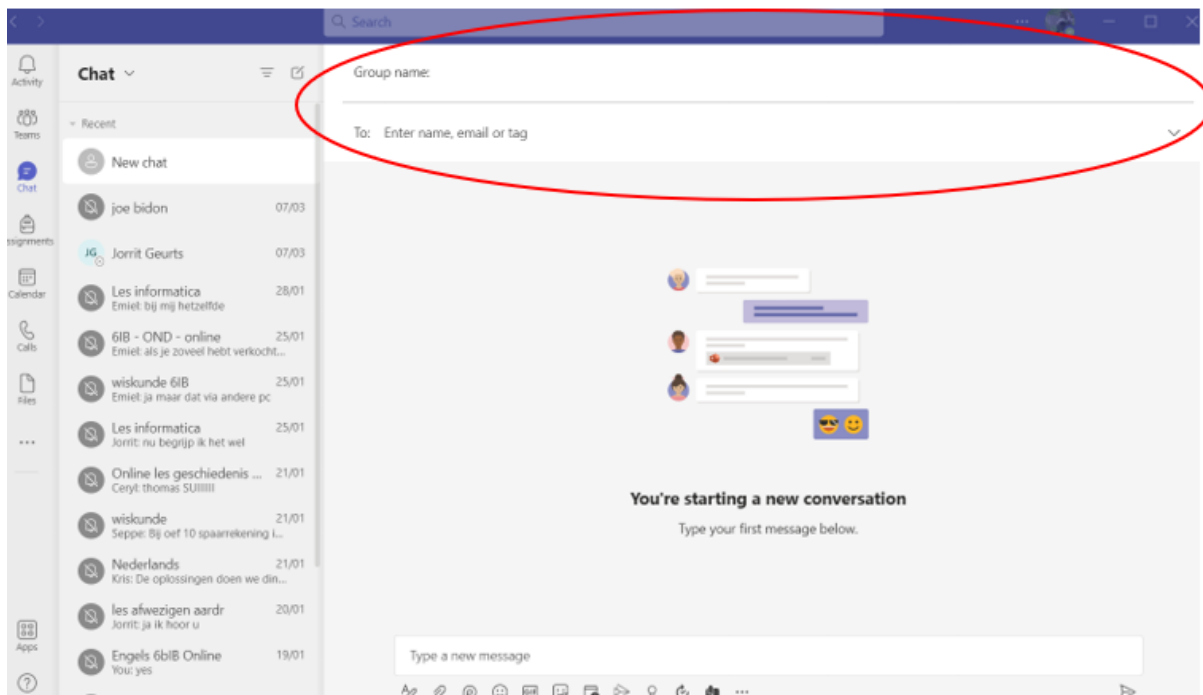 Search
Activity
Teams
Chat
ssignments
Calendar
Calls
Files
Apps
Chat
Recent
New chat
joe bidon 07/03
JG Jorrit Geurts 07/03
Les informatica 28/01
Emiel: bij mij hetzelfde
6IB - OND - online 25/01
Emiel: als je zoveel hebt verkocht...
wiskunde 6IB 25/01
Emiel: ja maar dat via andere pc
Les informatica 25/01
Jorrit: nu begrijp ik het wel
Online les geschiedenis ... 21/01
Ceryl: thomas SUIIIIII
wiskunde 21/01
Seppe: Bij oef 10 spaarrekening i...
Nederlands 21/01
Kris: De oplossingen doen we din...
les afwezigen aardr 20/01
Jorrit: ja ik hoor u
Engels 6bIB Online 19/01
You: yes
Group name:
To: Enter name, email or tag
You're starting a new conversation
Type your first message below.
Type a new message